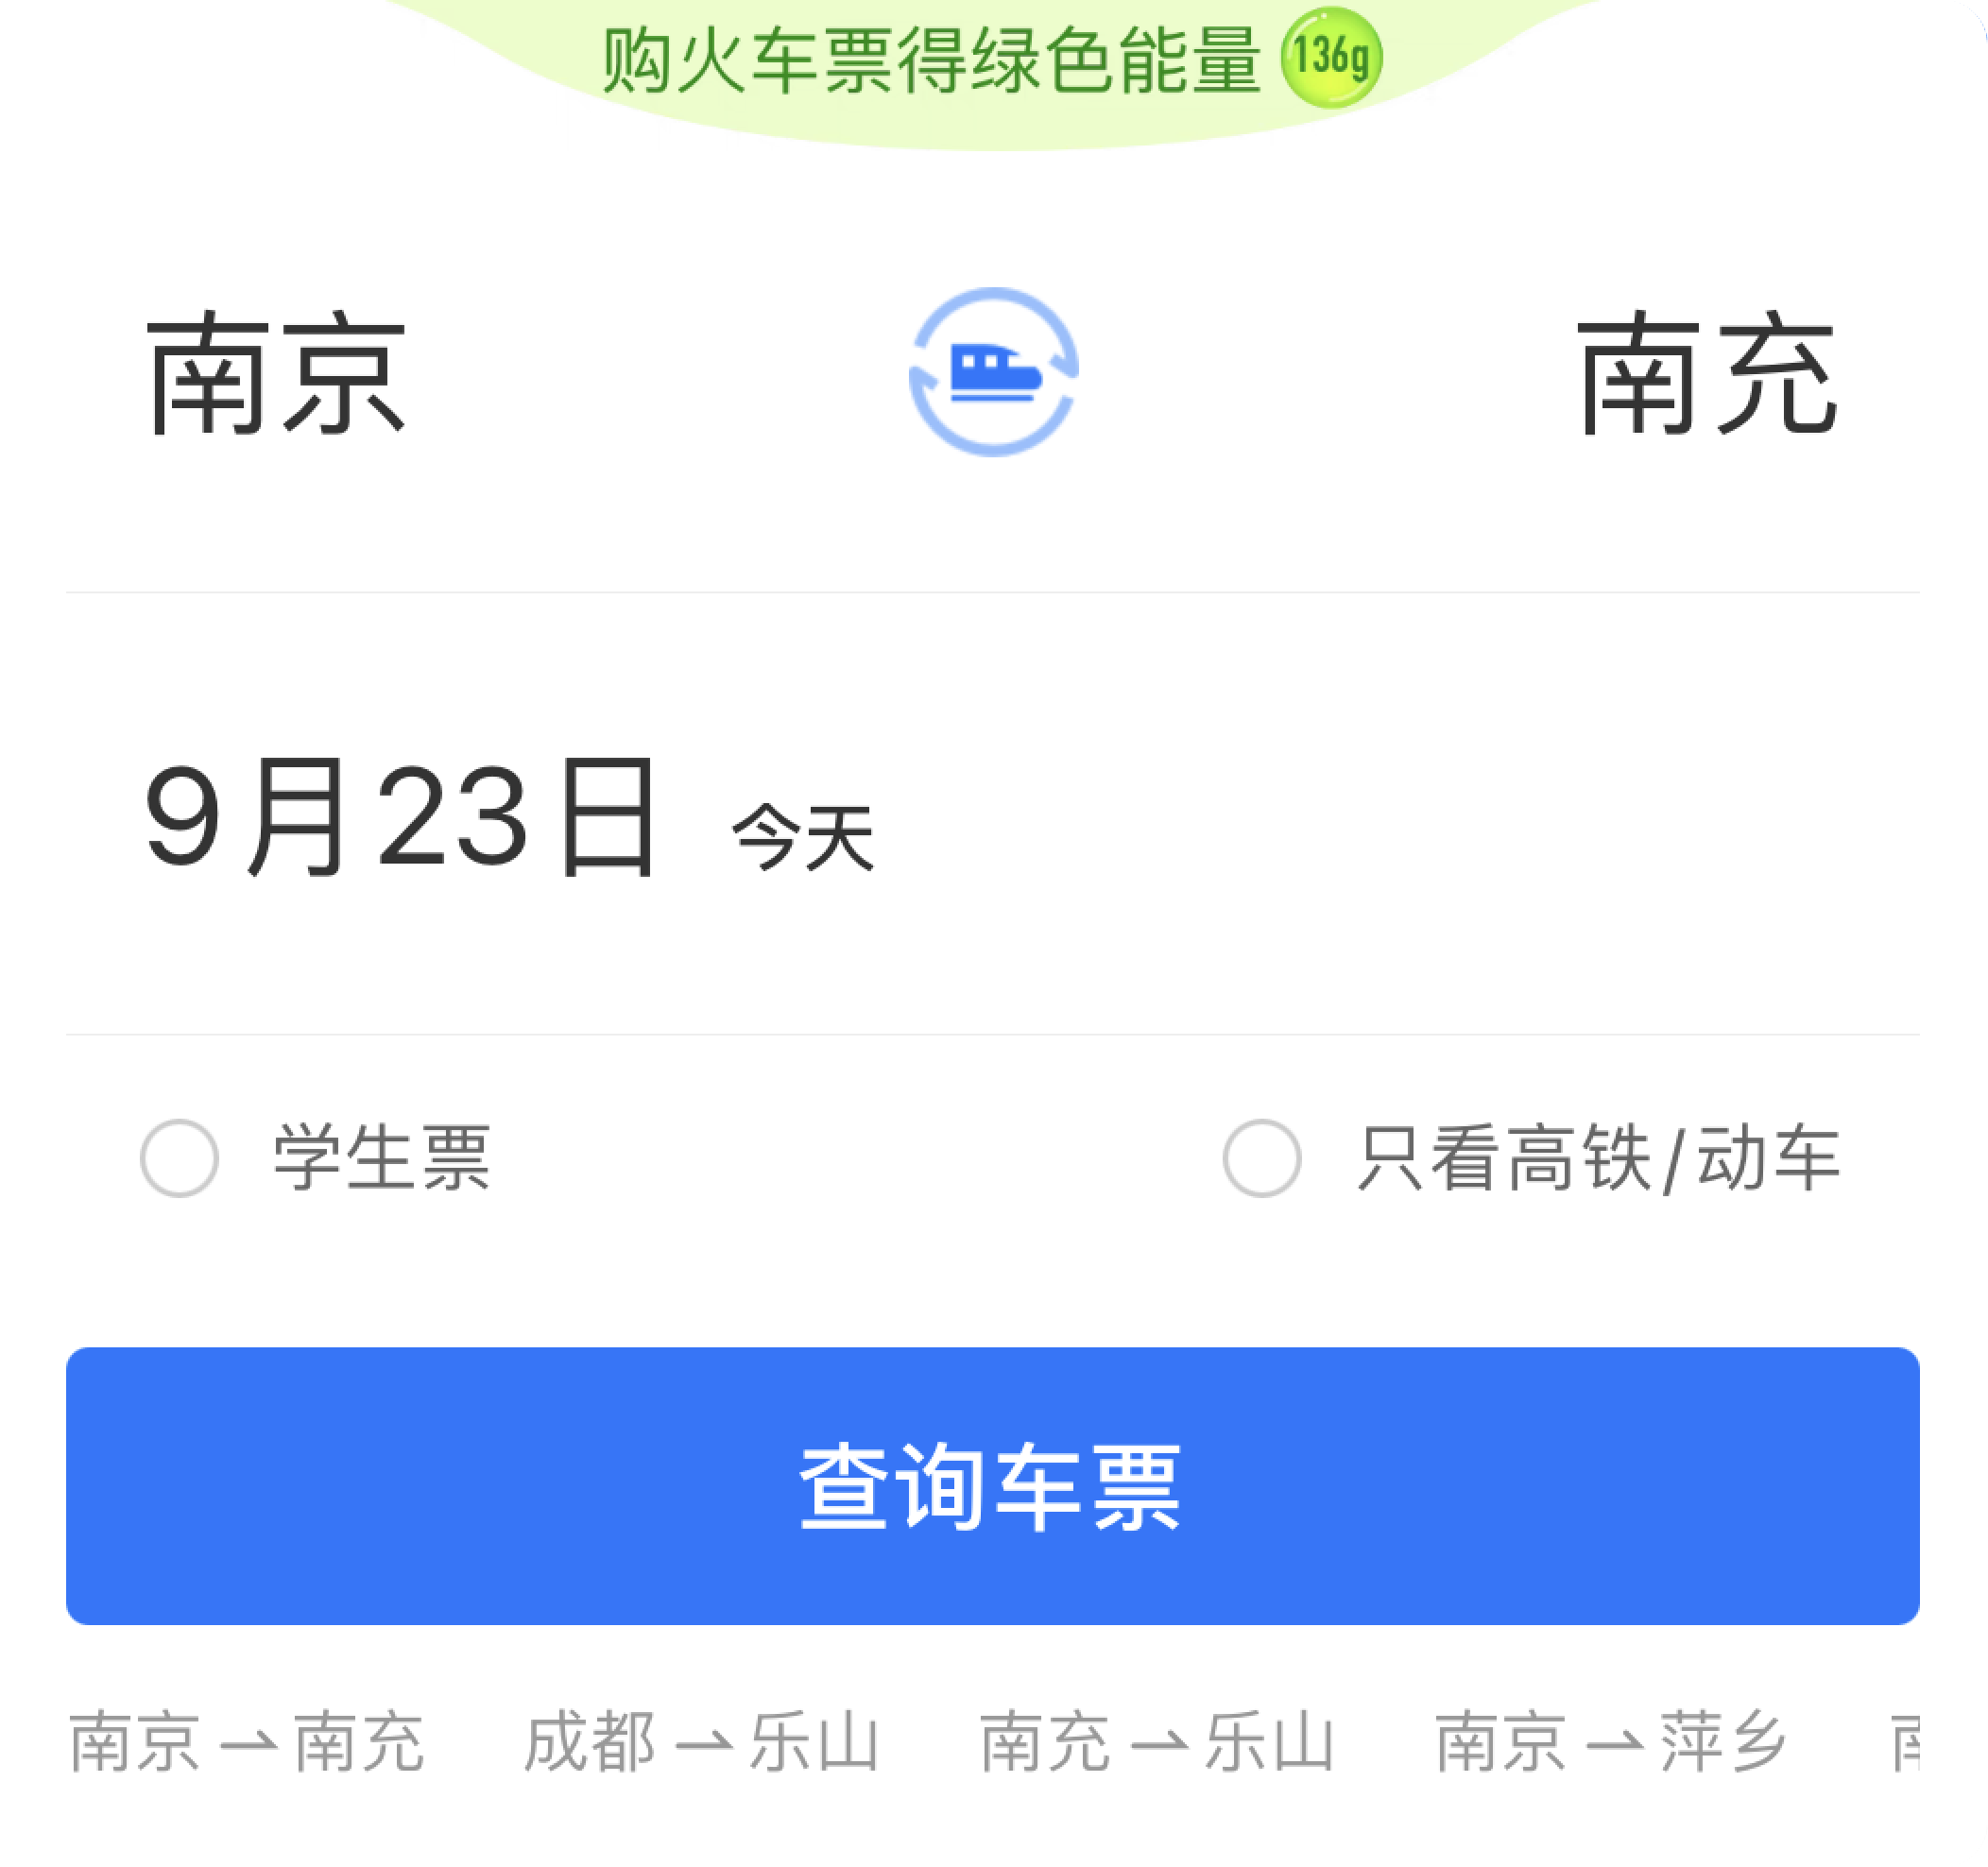 购火车票得绿色能量 136g
南京 南充
9月23日 今天
学生票 只看高铁/动车
查询车票
南京⇀南充 成都⇀乐山 南充⇀乐山 南京⇀萍乡